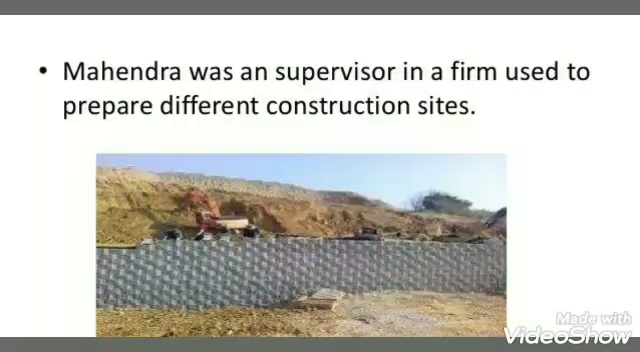 • Mahendra was an supervisor in a firm used to
prepare different construction sites.
Made with
VideoShow